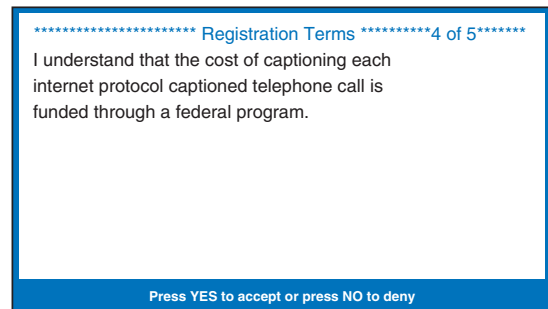 *********************** Registration Terms **********4 of 5*******
I understand that the cost of captioning each
internet protocol captioned telephone call is
funded through a federal program.
Press YES to accept or press NO to deny